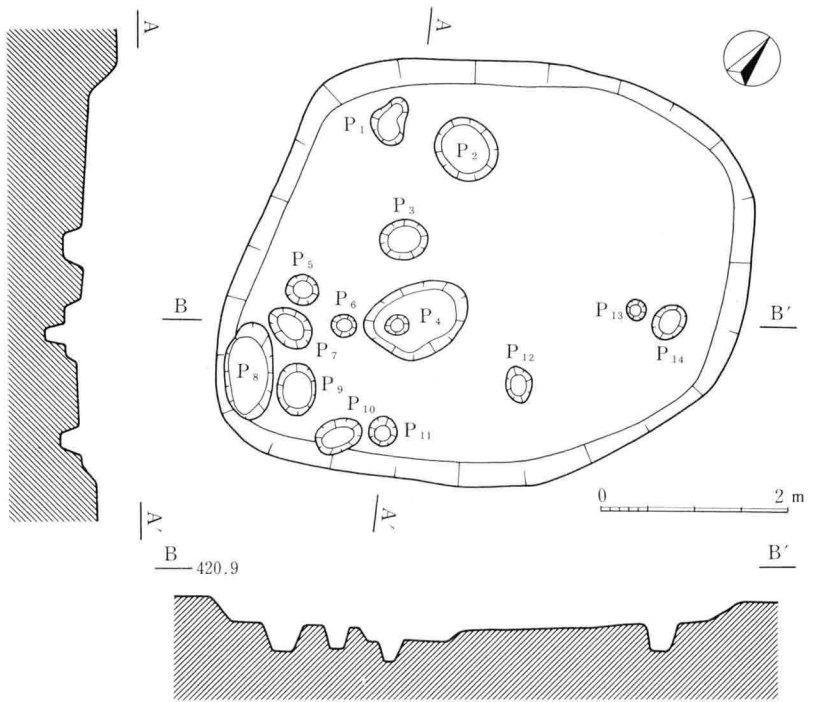 A
A
P₁
P₂
P₃
P₅
P₆
P₄
B
B′
P₁₃
P₁₄
P₇
P₈
P₉
P₁₂
P₁₀
P₁₁
0 2 m
A′
A′
B
420.9
B′